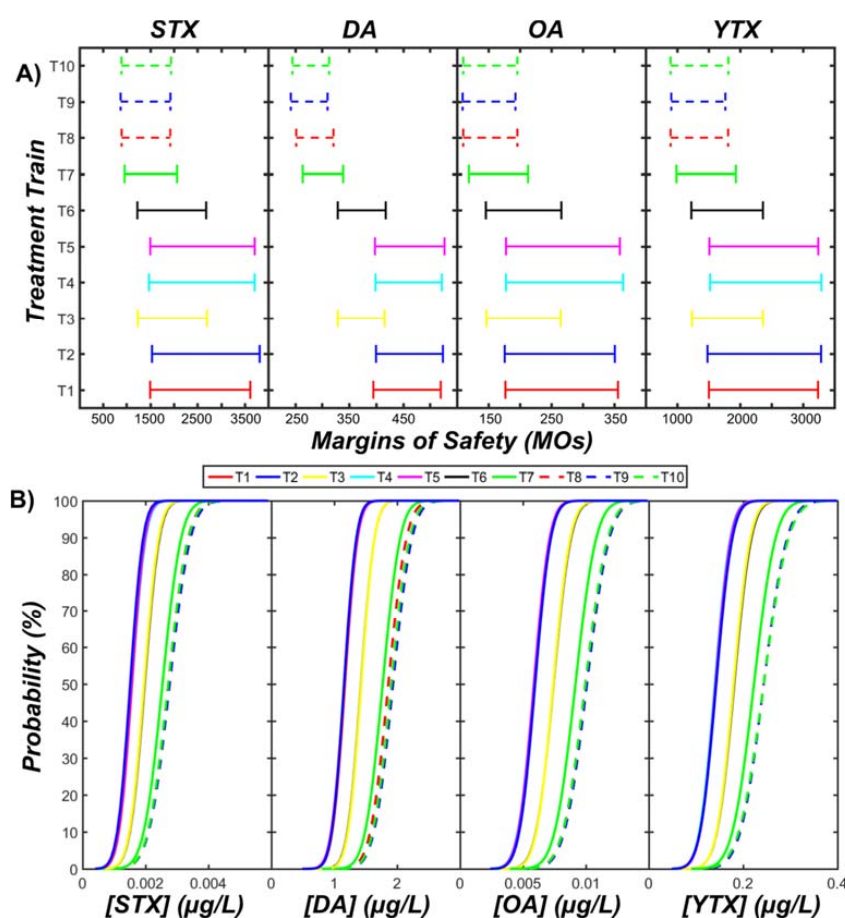 STX DA OA YTX
A)
T10
T9
T8
T7
T6
T5
T4
T3
T2
T1
Treatment Train
500 1500 2500 3500 250 350 450 150 250 350 1000 2000 3000
Margins of Safety (MOs)
T1 T2 T3 T4 T5 T6 T7 T8 T9 T10
B)
100
90
80
70
60
50
40
30
20
10
0
Probability (%)
0 0.002 0.004 0 1 2 0 0.005 0.01 0 0.2 0.4
[STX] (µg/L) [DA] (µg/L) [OA] (µg/L) [YTX] (µg/L)